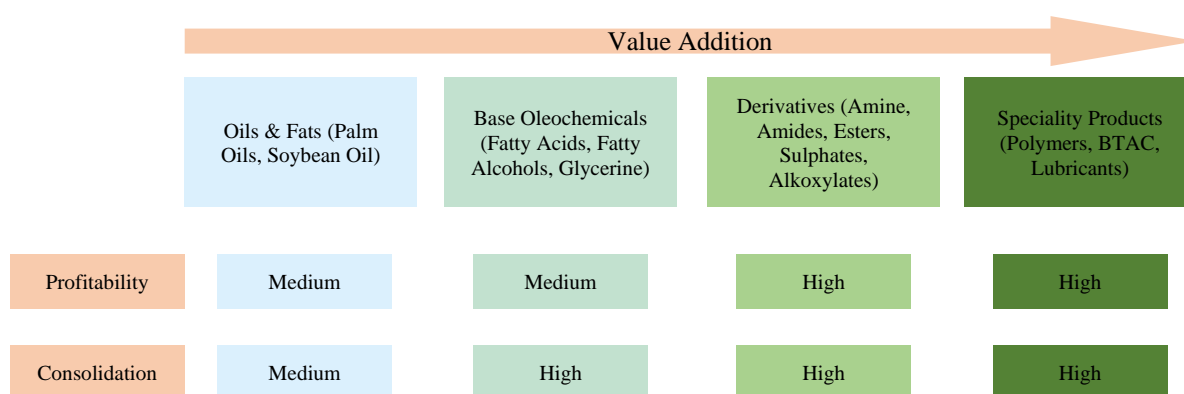 Value Addition
Oils & Fats (Palm
Oils, Soybean Oil)
Base Oleochemicals
(Fatty Acids, Fatty
Alcohols, Glycerine)
Derivatives (Amine,
Amides, Esters,
Sulphates,
Alkoxylates)
Speciality Products
(Polymers, BTAC,
Lubricants)
Profitability
Medium
Medium
High
High
Consolidation
Medium
High
High
High